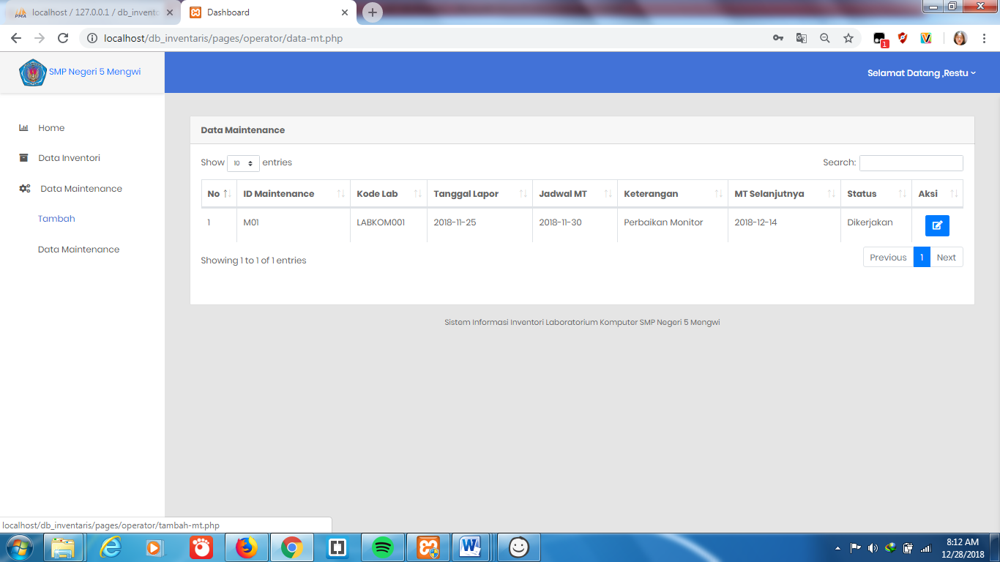 localhost / 127.0.0.1 / db_invento
Dashboard
localhost/db_inventaris/pages/operator/data-mt.php
1
SMP Negeri 5 Mengwi
Selamat Datang ,Restu
Home
Data Inventori
Data Maintenance
Tambah
Data Maintenance
Data Maintenance
Show 10 entries
Search:
No ID Maintenance Kode Lab Tanggal Lapor Jadwal MT Keterangan MT Selanjutnya Status Aksi
1 M01 LABKOM001 2018-11-25 2018-11-30 Perbaikan Monitor 2018-12-14 Dikerjakan
Showing 1 to 1 of 1 entries
Previous 1 Next
Sistem Informasi Inventori Laboratorium Komputer SMP Negeri 5 Mengwi
localhost/db_inventaris/pages/operator/tambah-mt.php
8:12 AM
12/28/2018